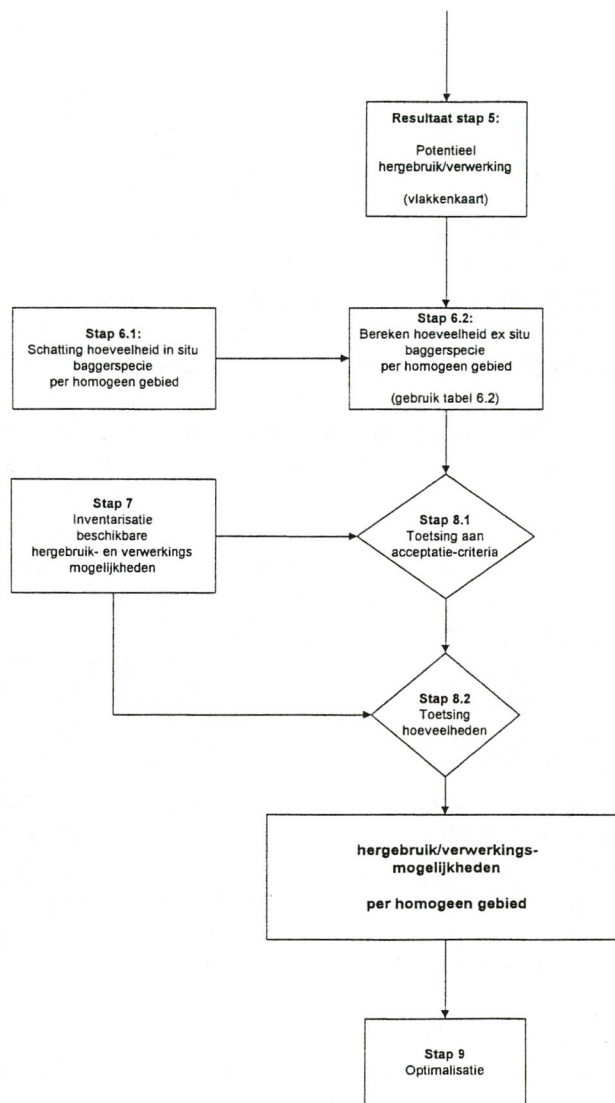 Resultaat stap 5:
Potentieel
hergebruik/verwerking
(vlakkenkaart)
Stap 6.1:
Schatting hoeveelheid in situ
baggerspecie
per homogeen gebied
Stap 6.2:
Bereken hoeveelheid ex situ
baggerspecie
per homogeen gebied
(gebruik tabel 6.2)
Stap 7
Inventarisatie
beschikbare
hergebruik- en verwerkings
mogelijkheden
Stap 8.1
Toetsing aan
acceptatie-criteria
Stap 8.2
Toetsing
hoeveelheden
hergebruik/verwerkings-
mogelijkheden
per homogeen gebied
Stap 9
Optimalisatie